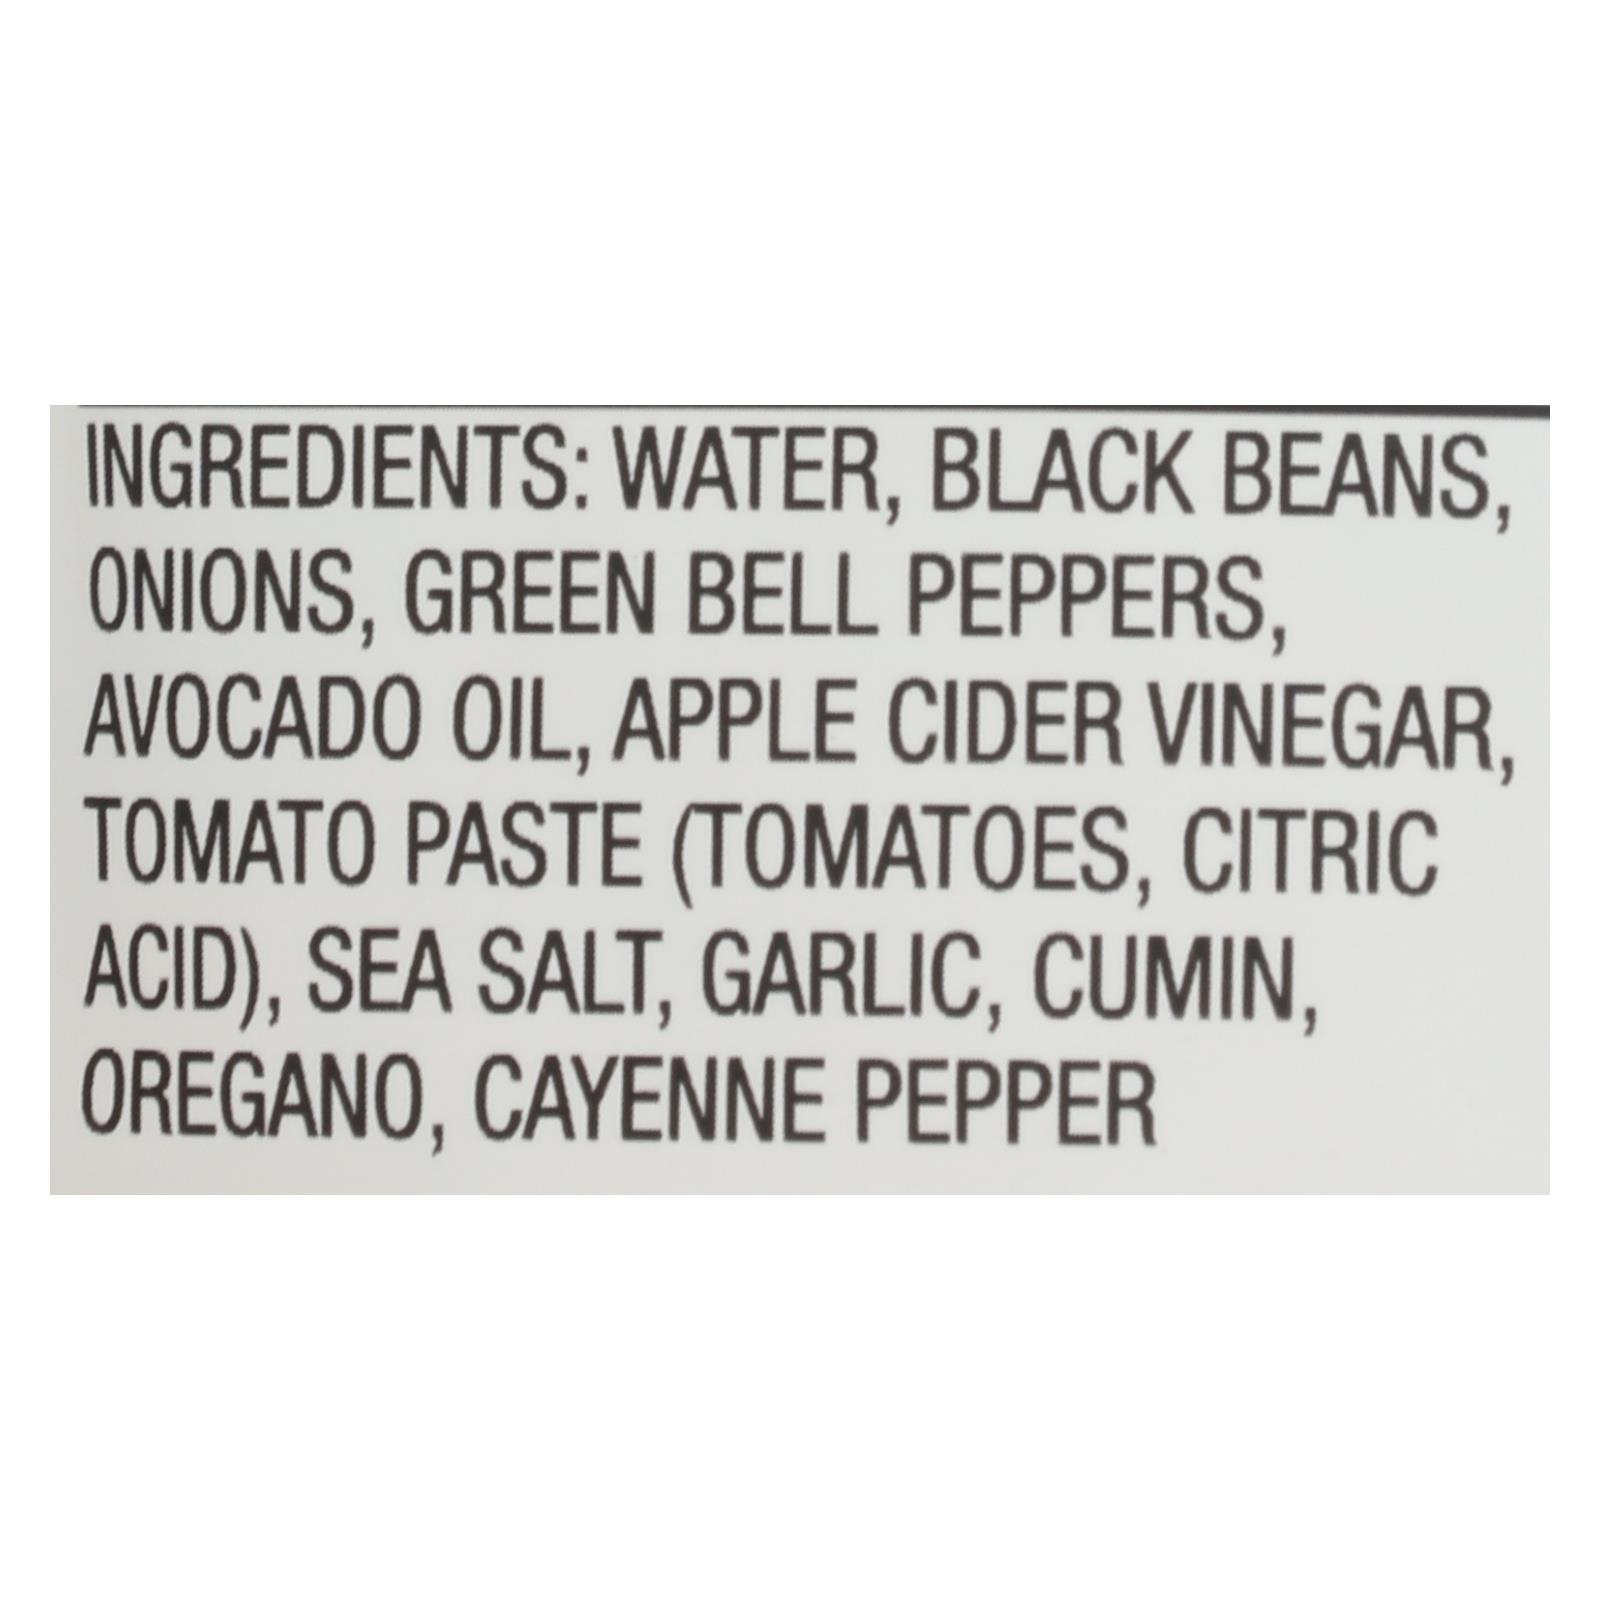 INGREDIENTS: WATER, BLACK BEANS,
ONIONS, GREEN BELL PEPPERS,
AVOCADO OIL, APPLE CIDER VINEGAR,
TOMATO PASTE (TOMATOES, CITRIC
ACID), SEA SALT, GARLIC, CUMIN,
OREGANO, CAYENNE PEPPER